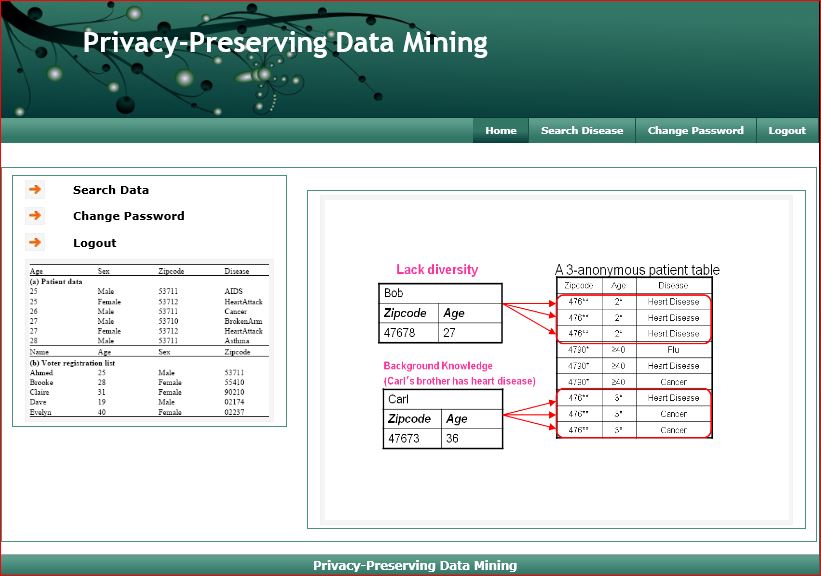 Privacy-Preserving Data Mining
Home Search Disease Change Password Logout
Search Data
Change Password
Logout
Age Sex Zipcode Disease
(a) Patient data
25 Male 53711 AIDS
25 Female 53712 HeartAttack
26 Male 53711 Cancer
27 Male 53710 BrokenArm
27 Female 53712 HeartAttack
28 Male 53711 Asthma
Name Age Sex Zipcode
(b) Voter registration list
Ahmed 25 Male 53711
Brooke 28 Female 55410
Claire 31 Female 90210
Dave 19 Male 02174
Evelyn 40 Female 02237
Lack diversity
Bob
Zipcode Age
47678 27
Background Knowledge
(Carl's brother has heart disease)
Carl
Zipcode Age
47673 36
A 3-anonymous patient table
Zipcode Age Disease
476** 2* Heart Disease
476** 2* Heart Disease
476** 2* Heart Disease
4790* ≥40 Flu
4790* ≥40 Heart Disease
4790* ≥40 Cancer
476** 3* Heart Disease
476** 3* Cancer
476** 3* Cancer
Privacy-Preserving Data Mining